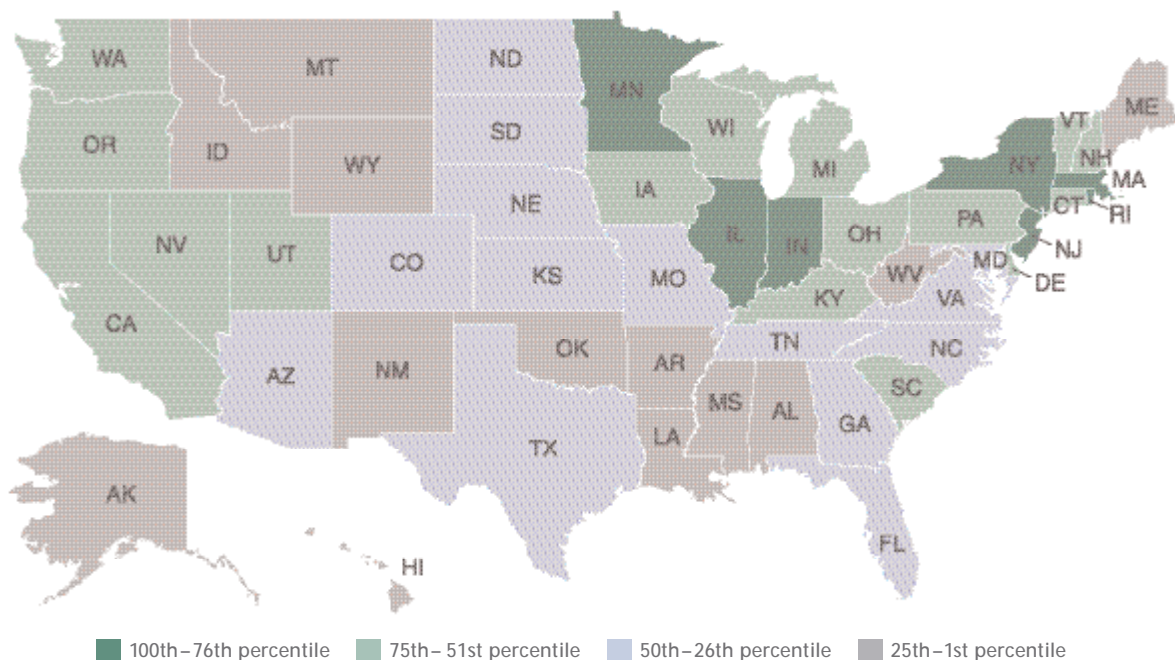 WA
MT
ND
MN
ME
VT
OR
ID
SD
WI
NH
WY
MI
NY
MA
IA
NE
CT
RI
PA
NV
UT
CO
IL
IN
OH
NJ
KS
MO
WV
MD
DE
KY
VA
CA
TN
NC
OK
AR
AZ
NM
SC
MS
AL
GA
LA
TX
AK
FL
HI
100th–76th percentile 75th–51st percentile 50th–26th percentile 25th–1st percentile